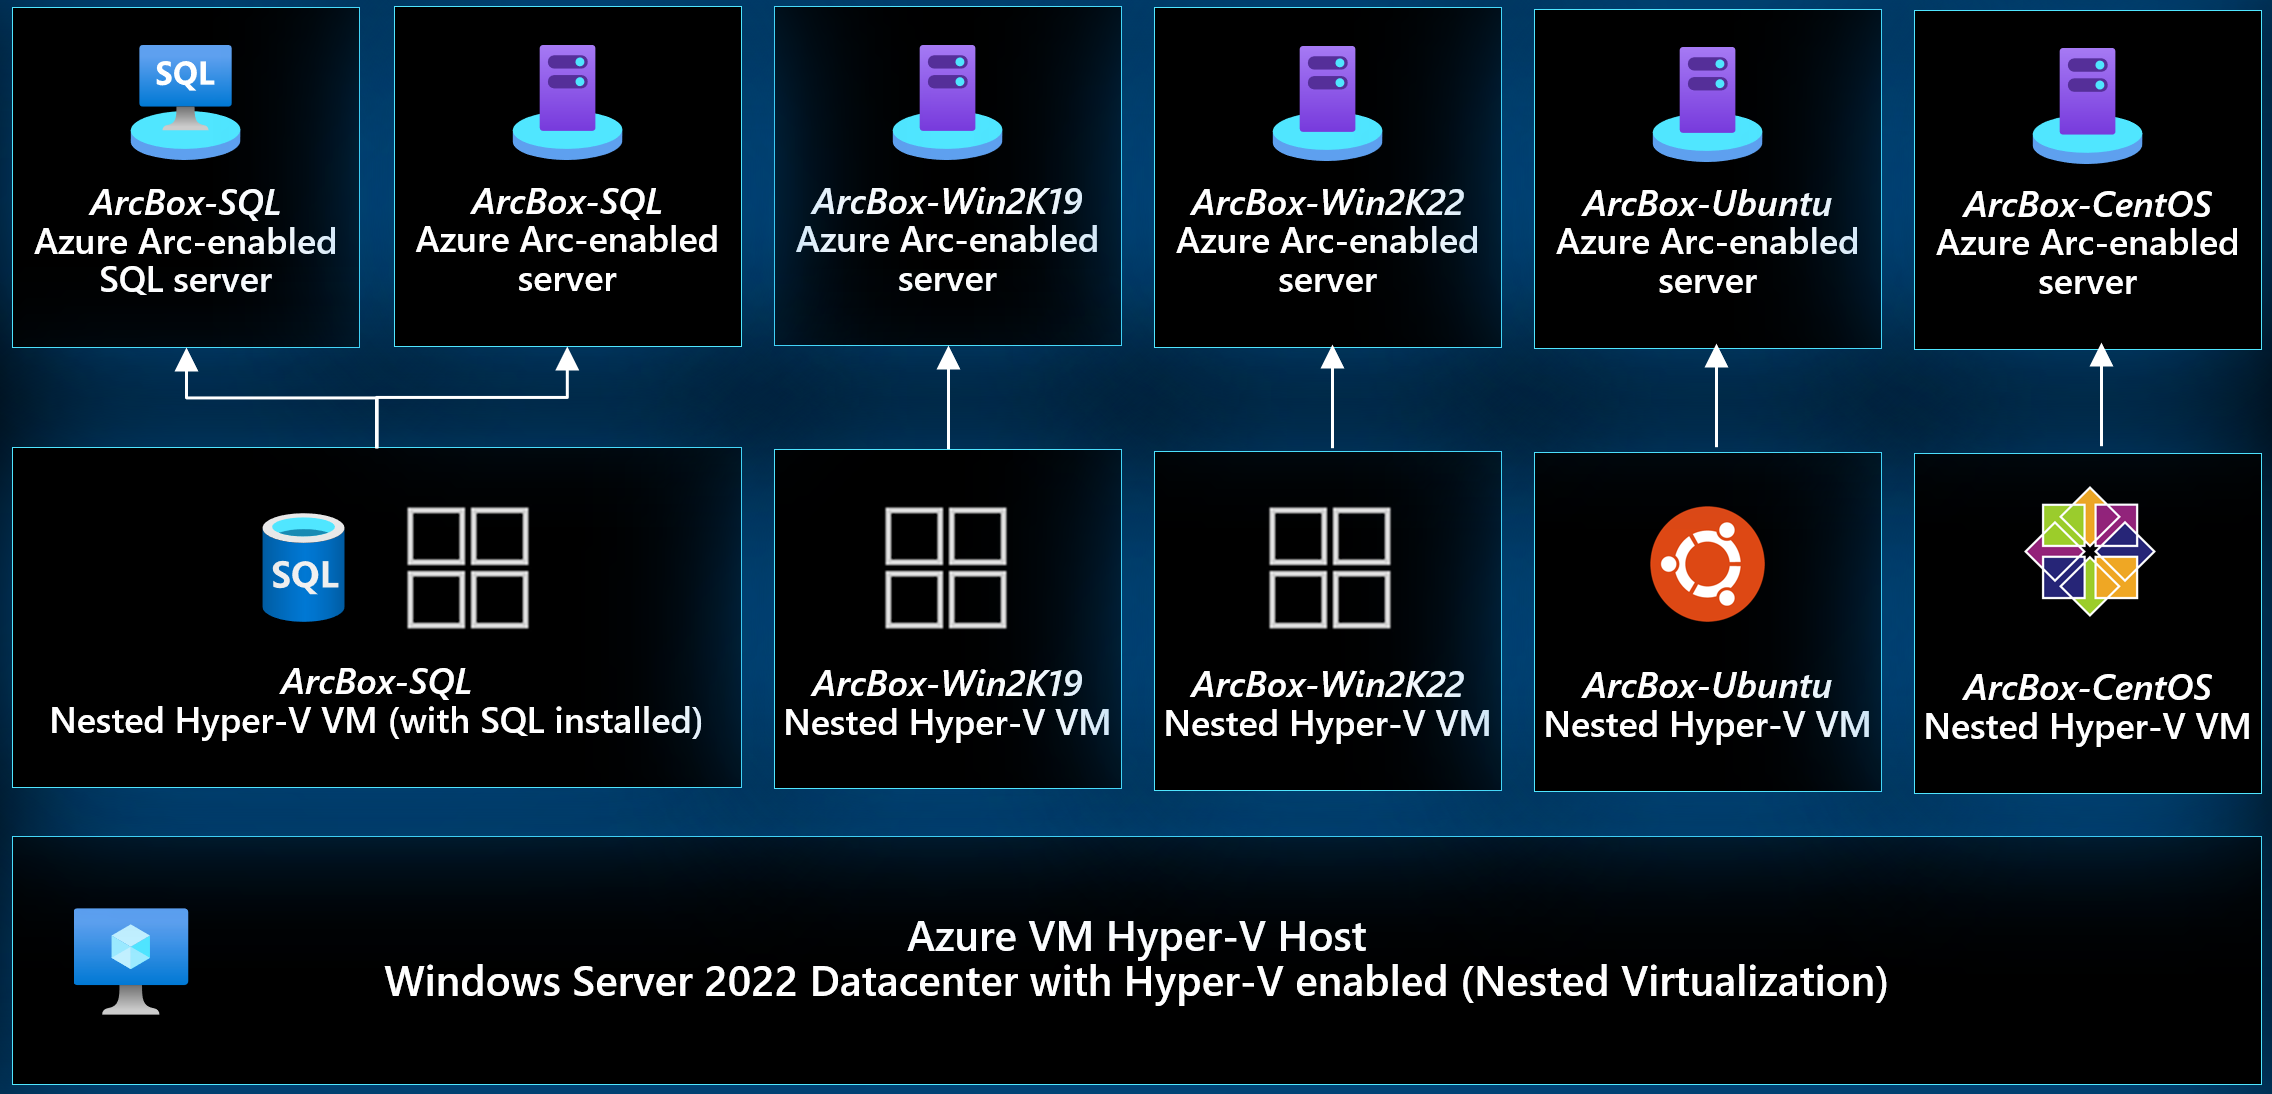 SQL
ArcBox-SQL
Azure Arc-enabled
SQL server
ArcBox-SQL
Azure Arc-enabled
server
ArcBox-Win2K19
Azure Arc-enabled
server
ArcBox-Win2K22
Azure Arc-enabled
server
ArcBox-Ubuntu
Azure Arc-enabled
server
ArcBox-CentOS
Azure Arc-enabled
server
SQL
ArcBox-SQL
Nested Hyper-V VM (with SQL installed)
ArcBox-Win2K19
Nested Hyper-V VM
ArcBox-Win2K22
Nested Hyper-V VM
ArcBox-Ubuntu
Nested Hyper-V VM
ArcBox-CentOS
Nested Hyper-V VM
Azure VM Hyper-V Host
Windows Server 2022 Datacenter with Hyper-V enabled (Nested Virtualization)